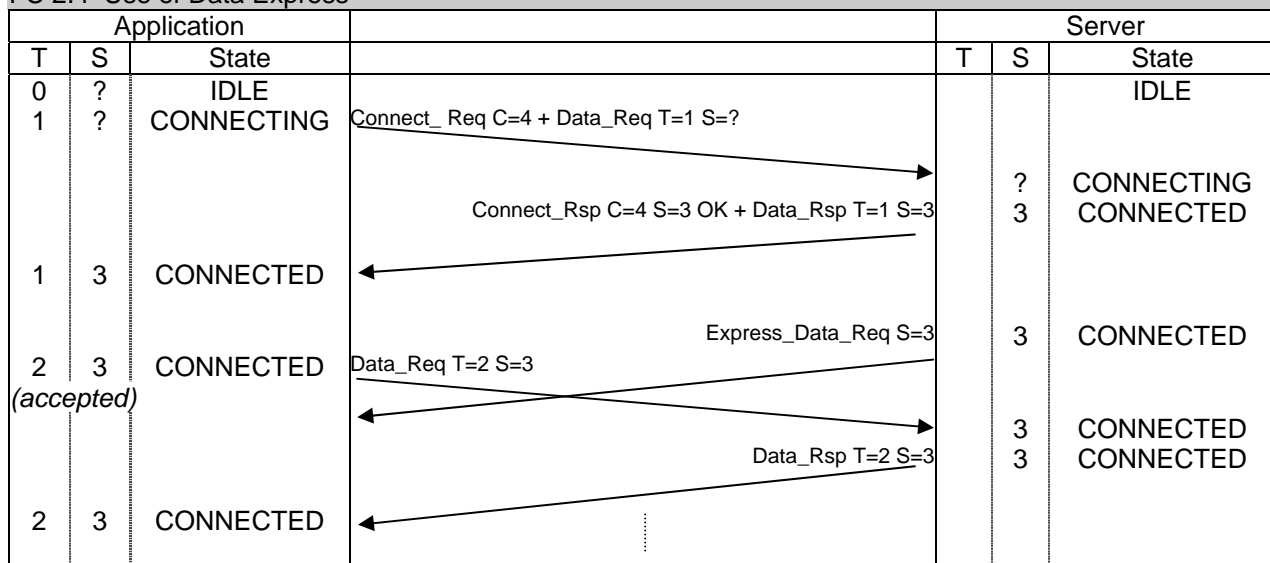 Application Server
T S State T S State
0 ? IDLE IDLE
1 ? CONNECTING Connect_ Req C=4 + Data_Req T=1 S=?
? CONNECTING
Connect_Rsp C=4 S=3 OK + Data_Rsp T=1 S=3 3 CONNECTED
1 3 CONNECTED
Express_Data_Req S=3 3 CONNECTED
2 3 CONNECTED Data_Req T=2 S=3
(accepted)
3 CONNECTED
Data_Rsp T=2 S=3 3 CONNECTED
2 3 CONNECTED